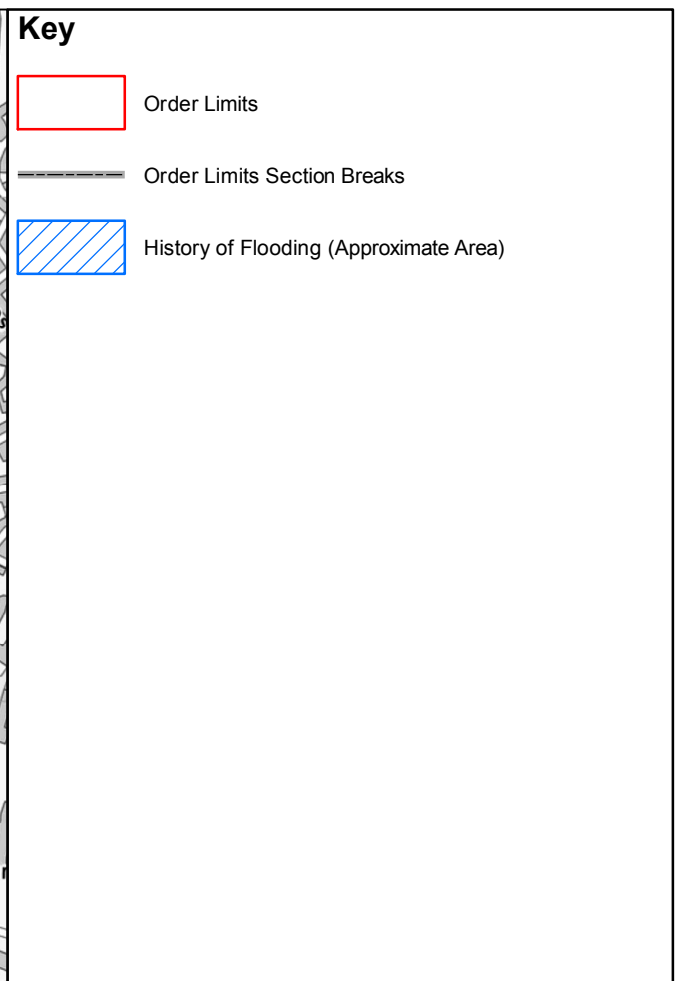 Key
Order Limits
Order Limits Section Breaks
History of Flooding (Approximate Area)